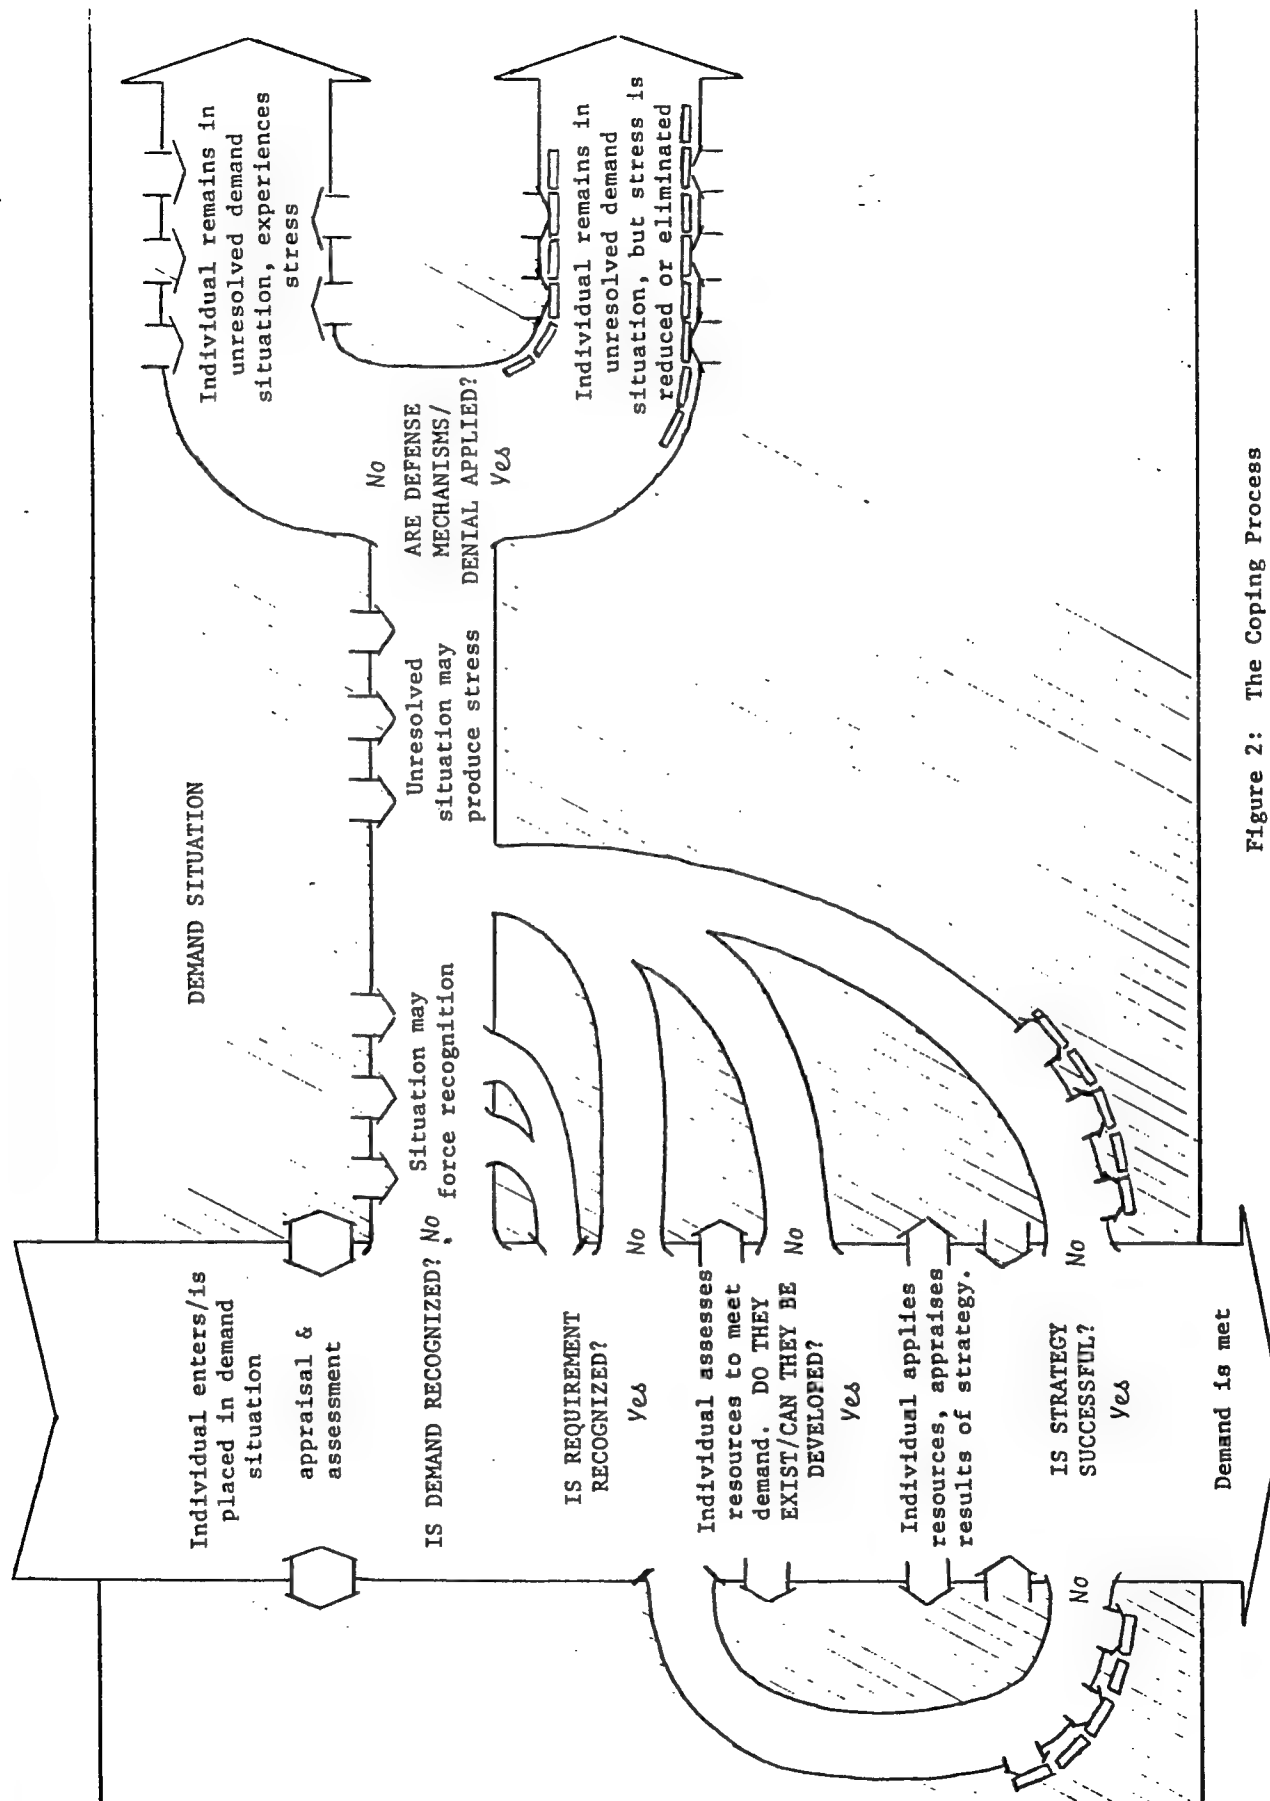 DEMAND SITUATION
Individual enters/is
placed in demand
situation
appraisal &
assessment
IS DEMAND RECOGNIZED?
No
Situation may
force recognition
IS REQUIREMENT
RECOGNIZED?
Yes
No
Individual assesses
resources to meet
demand. DO THEY
EXIST/CAN THEY BE
DEVELOPED?
Yes
No
Individual applies
resources, appraises
results of strategy.
IS STRATEGY
SUCCESSFUL?
Yes
No
No
Demand is met
Unresolved
situation may
produce stress
No
ARE DEFENSE
MECHANISMS/
DENIAL APPLIED?
Yes
Individual remains in
unresolved demand
situation, experiences
stress
Individual remains in
unresolved demand
situation, but stress is
reduced or eliminated
Figure 2: The Coping Process